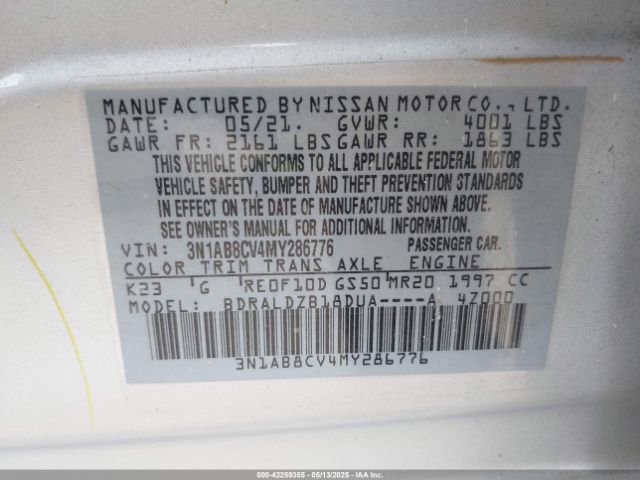 MANUFACTURED BY NISSAN MOTOR CO., LTD.
DATE: 05/21. GVWR: 4001 LBS
GAWR FR: 2161 LBS GAWR RR: 1863 LBS
THIS VEHICLE CONFORMS TO ALL APPLICABLE FEDERAL MOTOR
VEHICLE SAFETY, BUMPER AND THEFT PREVENTION STANDARDS
IN EFFECT ON THE DATE OF MANUFACTURE SHOWN ABOVE.
SEE OWNER'S MANUAL FOR ADDITIONAL INFORMATION.
VIN: 3N1AB8CV4MY286776 PASSENGER CAR.
COLOR TRIM TRANS AXLE ENGINE
K23 G RE0F10D GS50 MR20 1997 CC
MODEL: BDRALDZB18DUA----A 4Z000
3N1AB8CV4MY286776
000-42259355 - 05/13/2025 - IAAI, Inc.